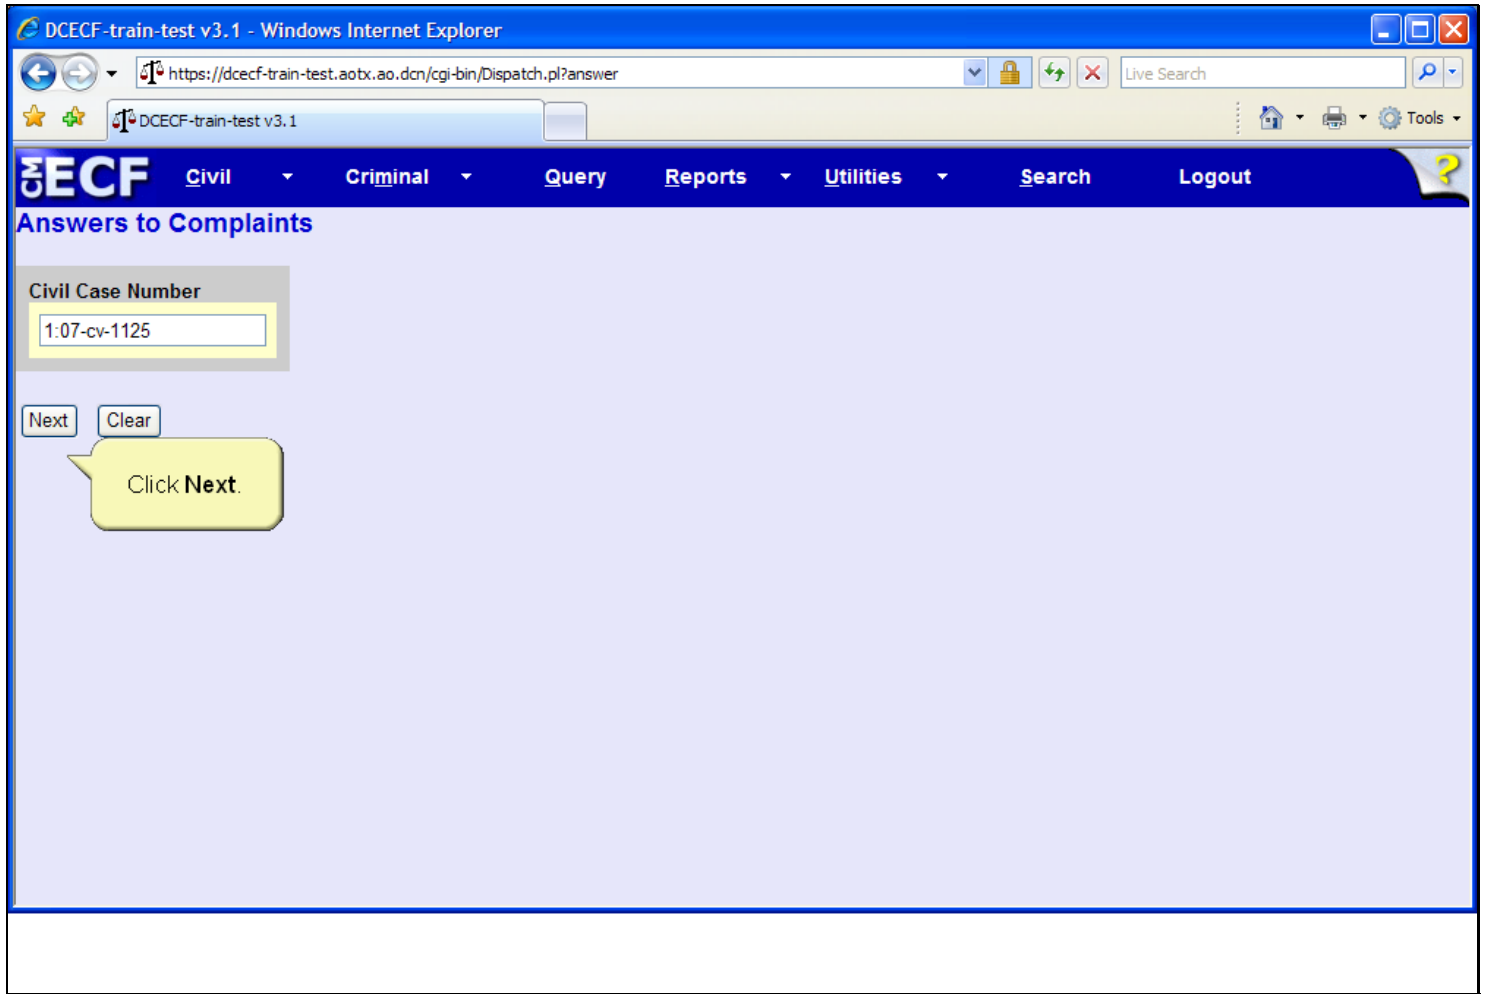 DCECF-train-test v3.1 - Windows Internet Explorer
https://dcecf-train-test.aotx.ao.dcn/cgi-bin/Dispatch.pl?answer
Live Search
DCECF-train-test v3.1
Tools
CM ECF Civil Criminal Query Reports Utilities Search Logout ?
Answers to Complaints
Civil Case Number
1:07-cv-1125
Next Clear
Click Next.